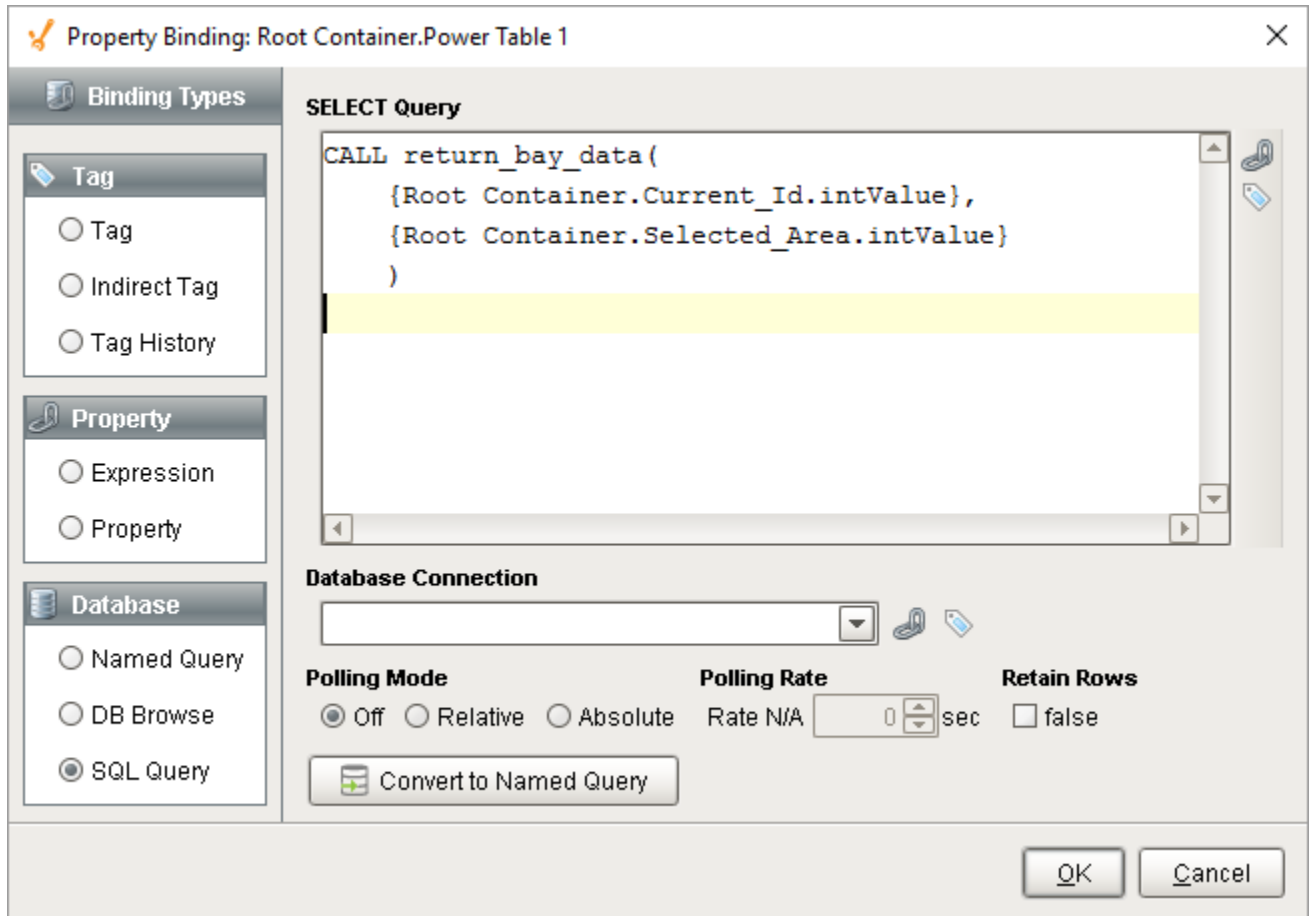 Property Binding: Root Container.Power Table 1
Binding Types
Tag
Tag
Indirect Tag
Tag History
Property
Expression
Property
Database
Named Query
DB Browse
SQL Query
SELECT Query
CALL return_bay_data(
{Root Container.Current_Id.intValue},
{Root Container.Selected_Area.intValue}
)
Database Connection
Polling Mode Polling Rate Retain Rows
Off Relative Absolute Rate N/A 0 sec false
Convert to Named Query
OK Cancel